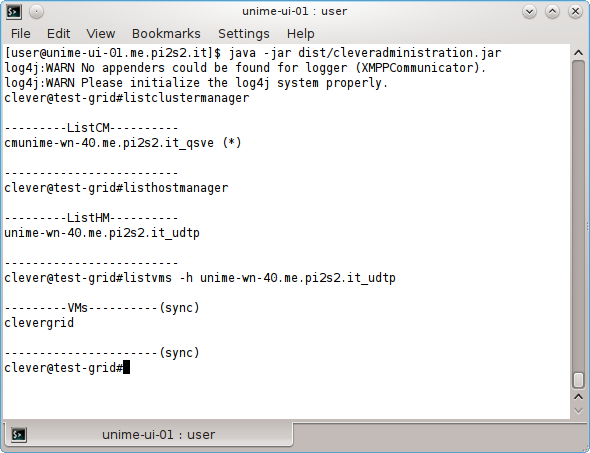 unime-ui-01 : user
File Edit View Bookmarks Settings Help
[user@unime-ui-01.me.pi2s2.it]$ java -jar dist/cleveradministration.jar
log4j:WARN No appenders could be found for logger (XMPPCommunicator).
log4j:WARN Please initialize the log4j system properly.
clever@test-grid#listclustermanager
---------ListCM----------
cmunime-wn-40.me.pi2s2.it_qsve (*)
-------------------------
clever@test-grid#listhostmanager
---------ListHM----------
unime-wn-40.me.pi2s2.it_udtp
-------------------------
clever@test-grid#listvms -h unime-wn-40.me.pi2s2.it_udtp
---------VMs----------(sync)
clevergrid
----------------------(sync)
clever@test-grid#
unime-ui-01 : user